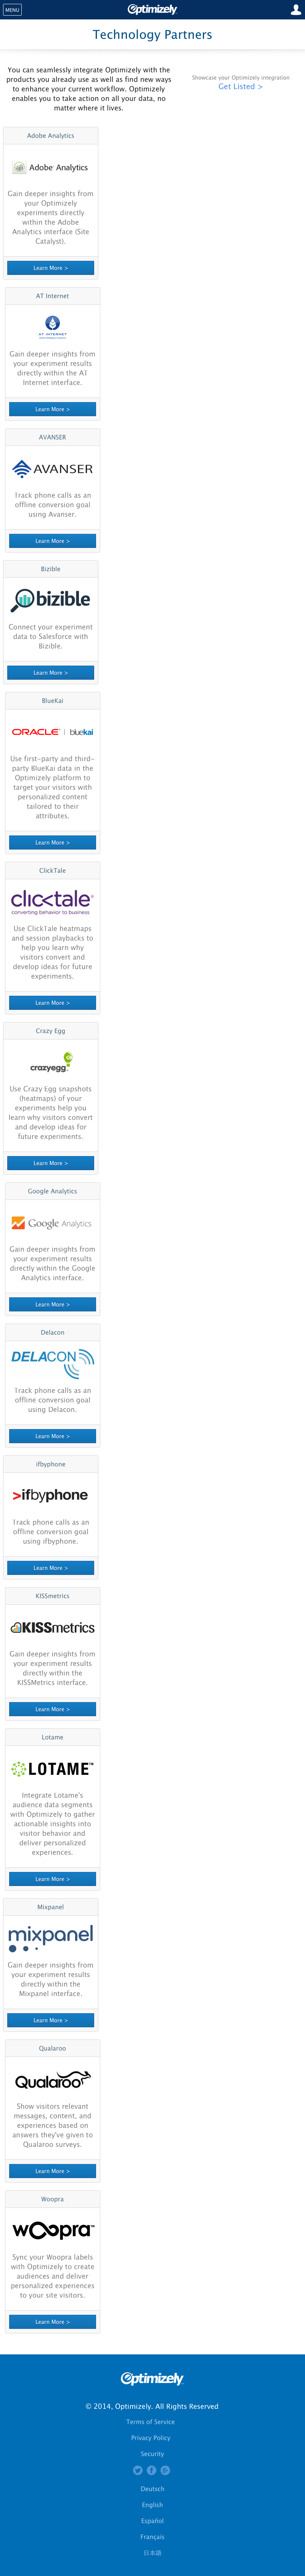 MENU
Optimizely
Technology Partners
You can seamlessly integrate Optimizely with the
products you already use as well as find new ways
to enhance your current workflow. Optimizely
enables you to take action on all your data, no
matter where it lives.
Showcase your Optimizely integration
Get Listed >
Adobe Analytics
Adobe® Analytics
Gain deeper insights from
your Optimizely
experiments directly
within the Adobe
Analytics interface (Site
Catalyst).
Learn More >
AT Internet
AT INTERNET
Gain deeper insights from
your experiment results
directly within the AT
Internet interface.
Learn More >
AVANSER
AVANSER
Track phone calls as an
offline conversion goal
using Avanser.
Learn More >
Bizible
bizible
Connect your experiment
data to Salesforce with
Bizible.
Learn More >
BlueKai
ORACLE® | bluekai
Use first-party and third-
party BlueKai data in the
Optimizely platform to
target your visitors with
personalized content
tailored to their
attributes.
Learn More >
ClickTale
clicktale®
converting behavior to business
Use ClickTale heatmaps
and session playbacks to
help you learn why
visitors convert and
develop ideas for future
experiments.
Learn More >
Crazy Egg
crazyegg
Use Crazy Egg snapshots
(heatmaps) of your
experiments help you
learn why visitors convert
and develop ideas for
future experiments.
Learn More >
Google Analytics
Google Analytics
Gain deeper insights from
your experiment results
directly within the Google
Analytics interface.
Learn More >
Delacon
DELACON
Track phone calls as an
offline conversion goal
using Delacon.
Learn More >
ifbyphone
>ifbyphone
Track phone calls as an
offline conversion goal
using ifbyphone.
Learn More >
KISSmetrics
KISSmetrics
Gain deeper insights from
your experiment results
directly within the
KISSMetrics interface.
Learn More >
Lotame
LOTAME™
Integrate Lotame's
audience data segments
with Optimizely to gather
actionable insights into
visitor behavior and
deliver personalized
experiences.
Learn More >
Mixpanel
mixpanel
Gain deeper insights from
your experiment results
directly within the
Mixpanel interface.
Learn More >
Qualaroo
Qualaroo
Show visitors relevant
messages, content, and
experiences based on
answers they've given to
Qualaroo surveys.
Learn More >
Woopra
woopra™
Sync your Woopra labels
with Optimizely to create
audiences and deliver
personalized experiences
to your site visitors.
Learn More >
Optimizely
© 2014, Optimizely. All Rights Reserved
Terms of Service
Privacy Policy
Security
Deutsch
English
Español
Français
日本語